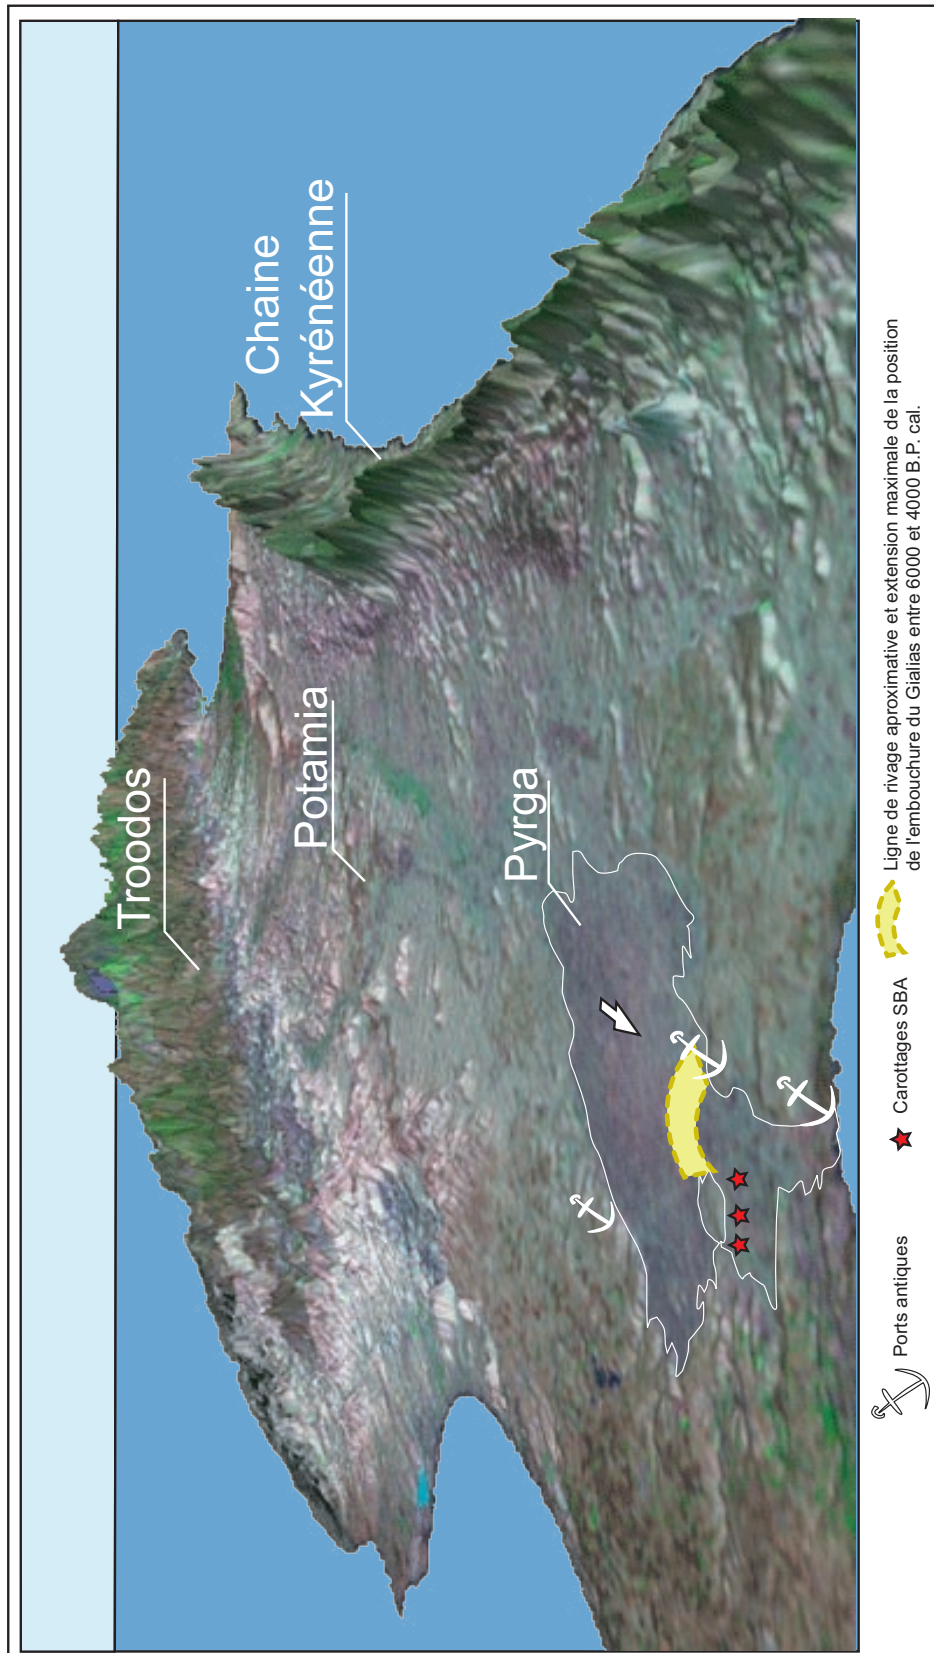 Troodos
Potamia
Pyrga
Chaine
Kyrénéenne
Ports antiques
Carottages SBA
Ligne de rivage aproximative et extension maximale de la position
de l'embouchure du Gialias entre 6000 et 4000 B.P. cal.